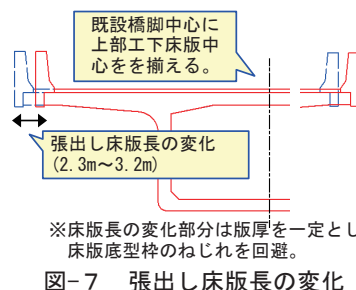 既設橋脚中心に
上部工下床版中
心をを揃える。
張出し床版長の変化
(2.3m～3.2m)
※床版長の変化部分は版厚を一定とし
床版底型枠のねじれを回避。
図-7 張出し床版長の変化